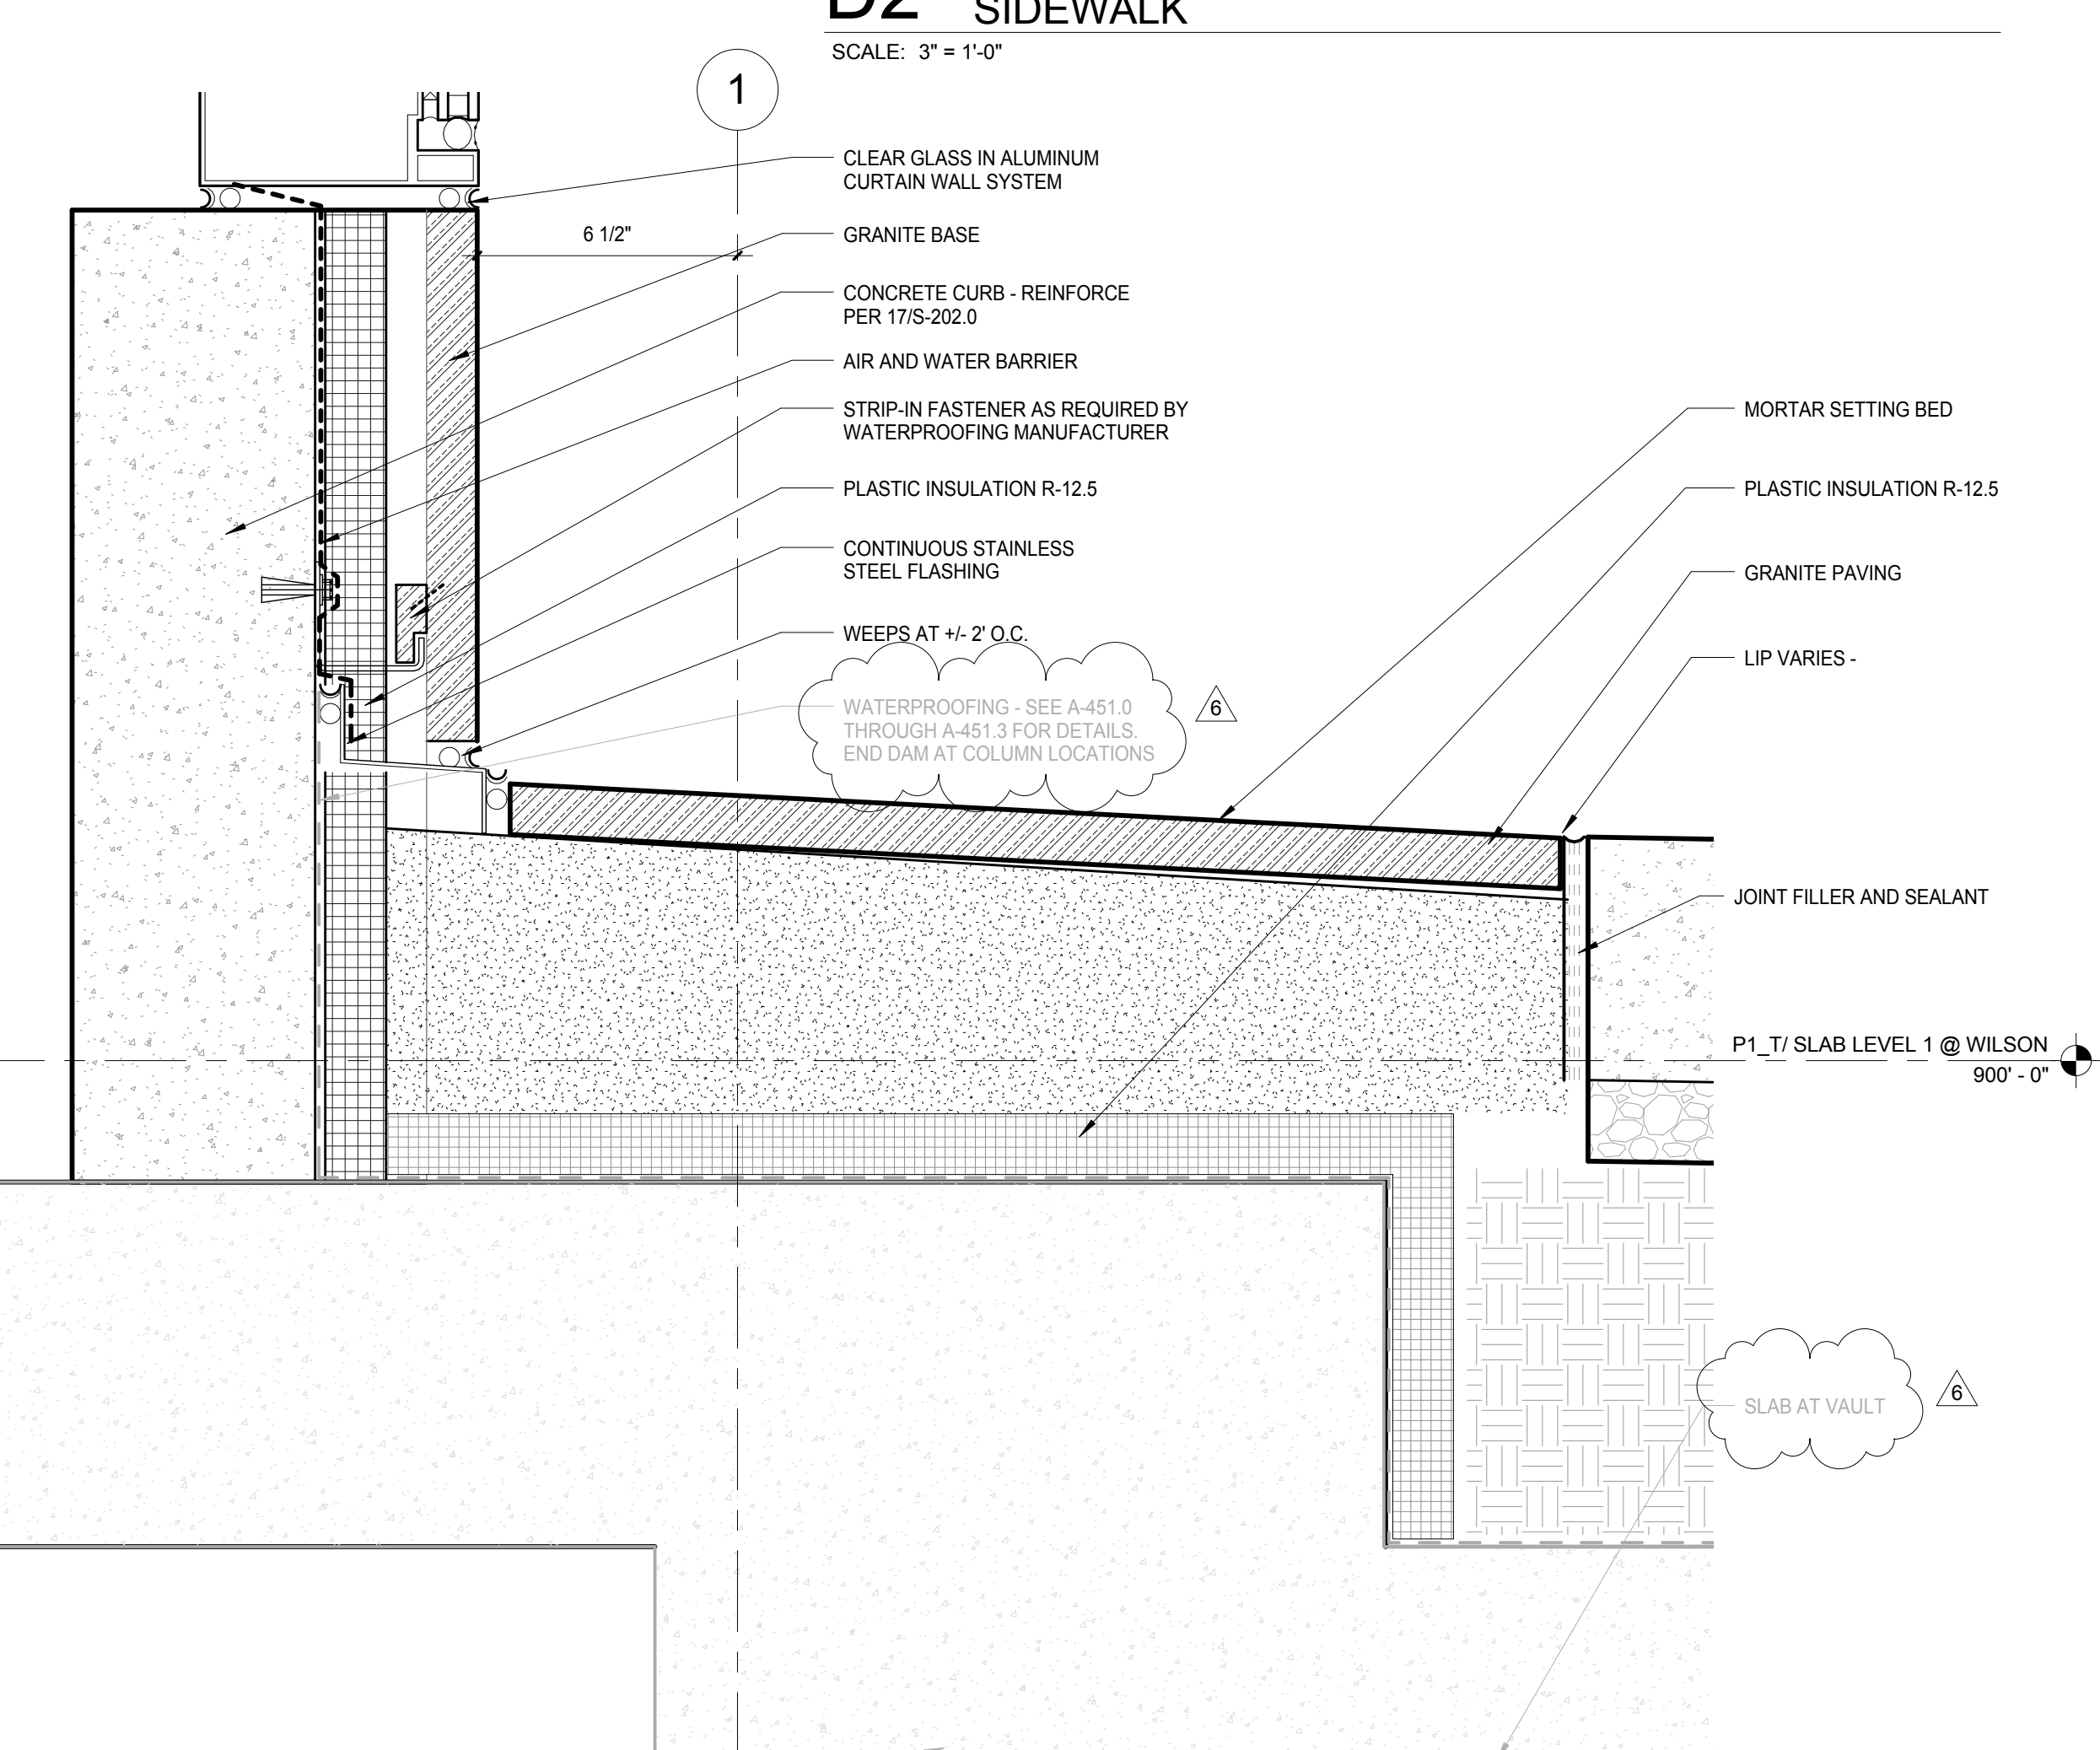 SIDEWALK
SCALE: 3" = 1'-0"
1
CLEAR GLASS IN ALUMINUM
CURTAIN WALL SYSTEM
6 1/2"
GRANITE BASE
CONCRETE CURB - REINFORCE
PER 17/S-202.0
AIR AND WATER BARRIER
STRIP-IN FASTENER AS REQUIRED BY
WATERPROOFING MANUFACTURER
PLASTIC INSULATION R-12.5
CONTINUOUS STAINLESS
STEEL FLASHING
WEEPS AT +/- 2' O.C.
WATERPROOFING - SEE A-451.0
THROUGH A-451.3 FOR DETAILS.
END DAM AT COLUMN LOCATIONS
6
MORTAR SETTING BED
PLASTIC INSULATION R-12.5
GRANITE PAVING
LIP VARIES -
JOINT FILLER AND SEALANT
P1_T/ SLAB LEVEL 1 @ WILSON
900' - 0"
SLAB AT VAULT
6